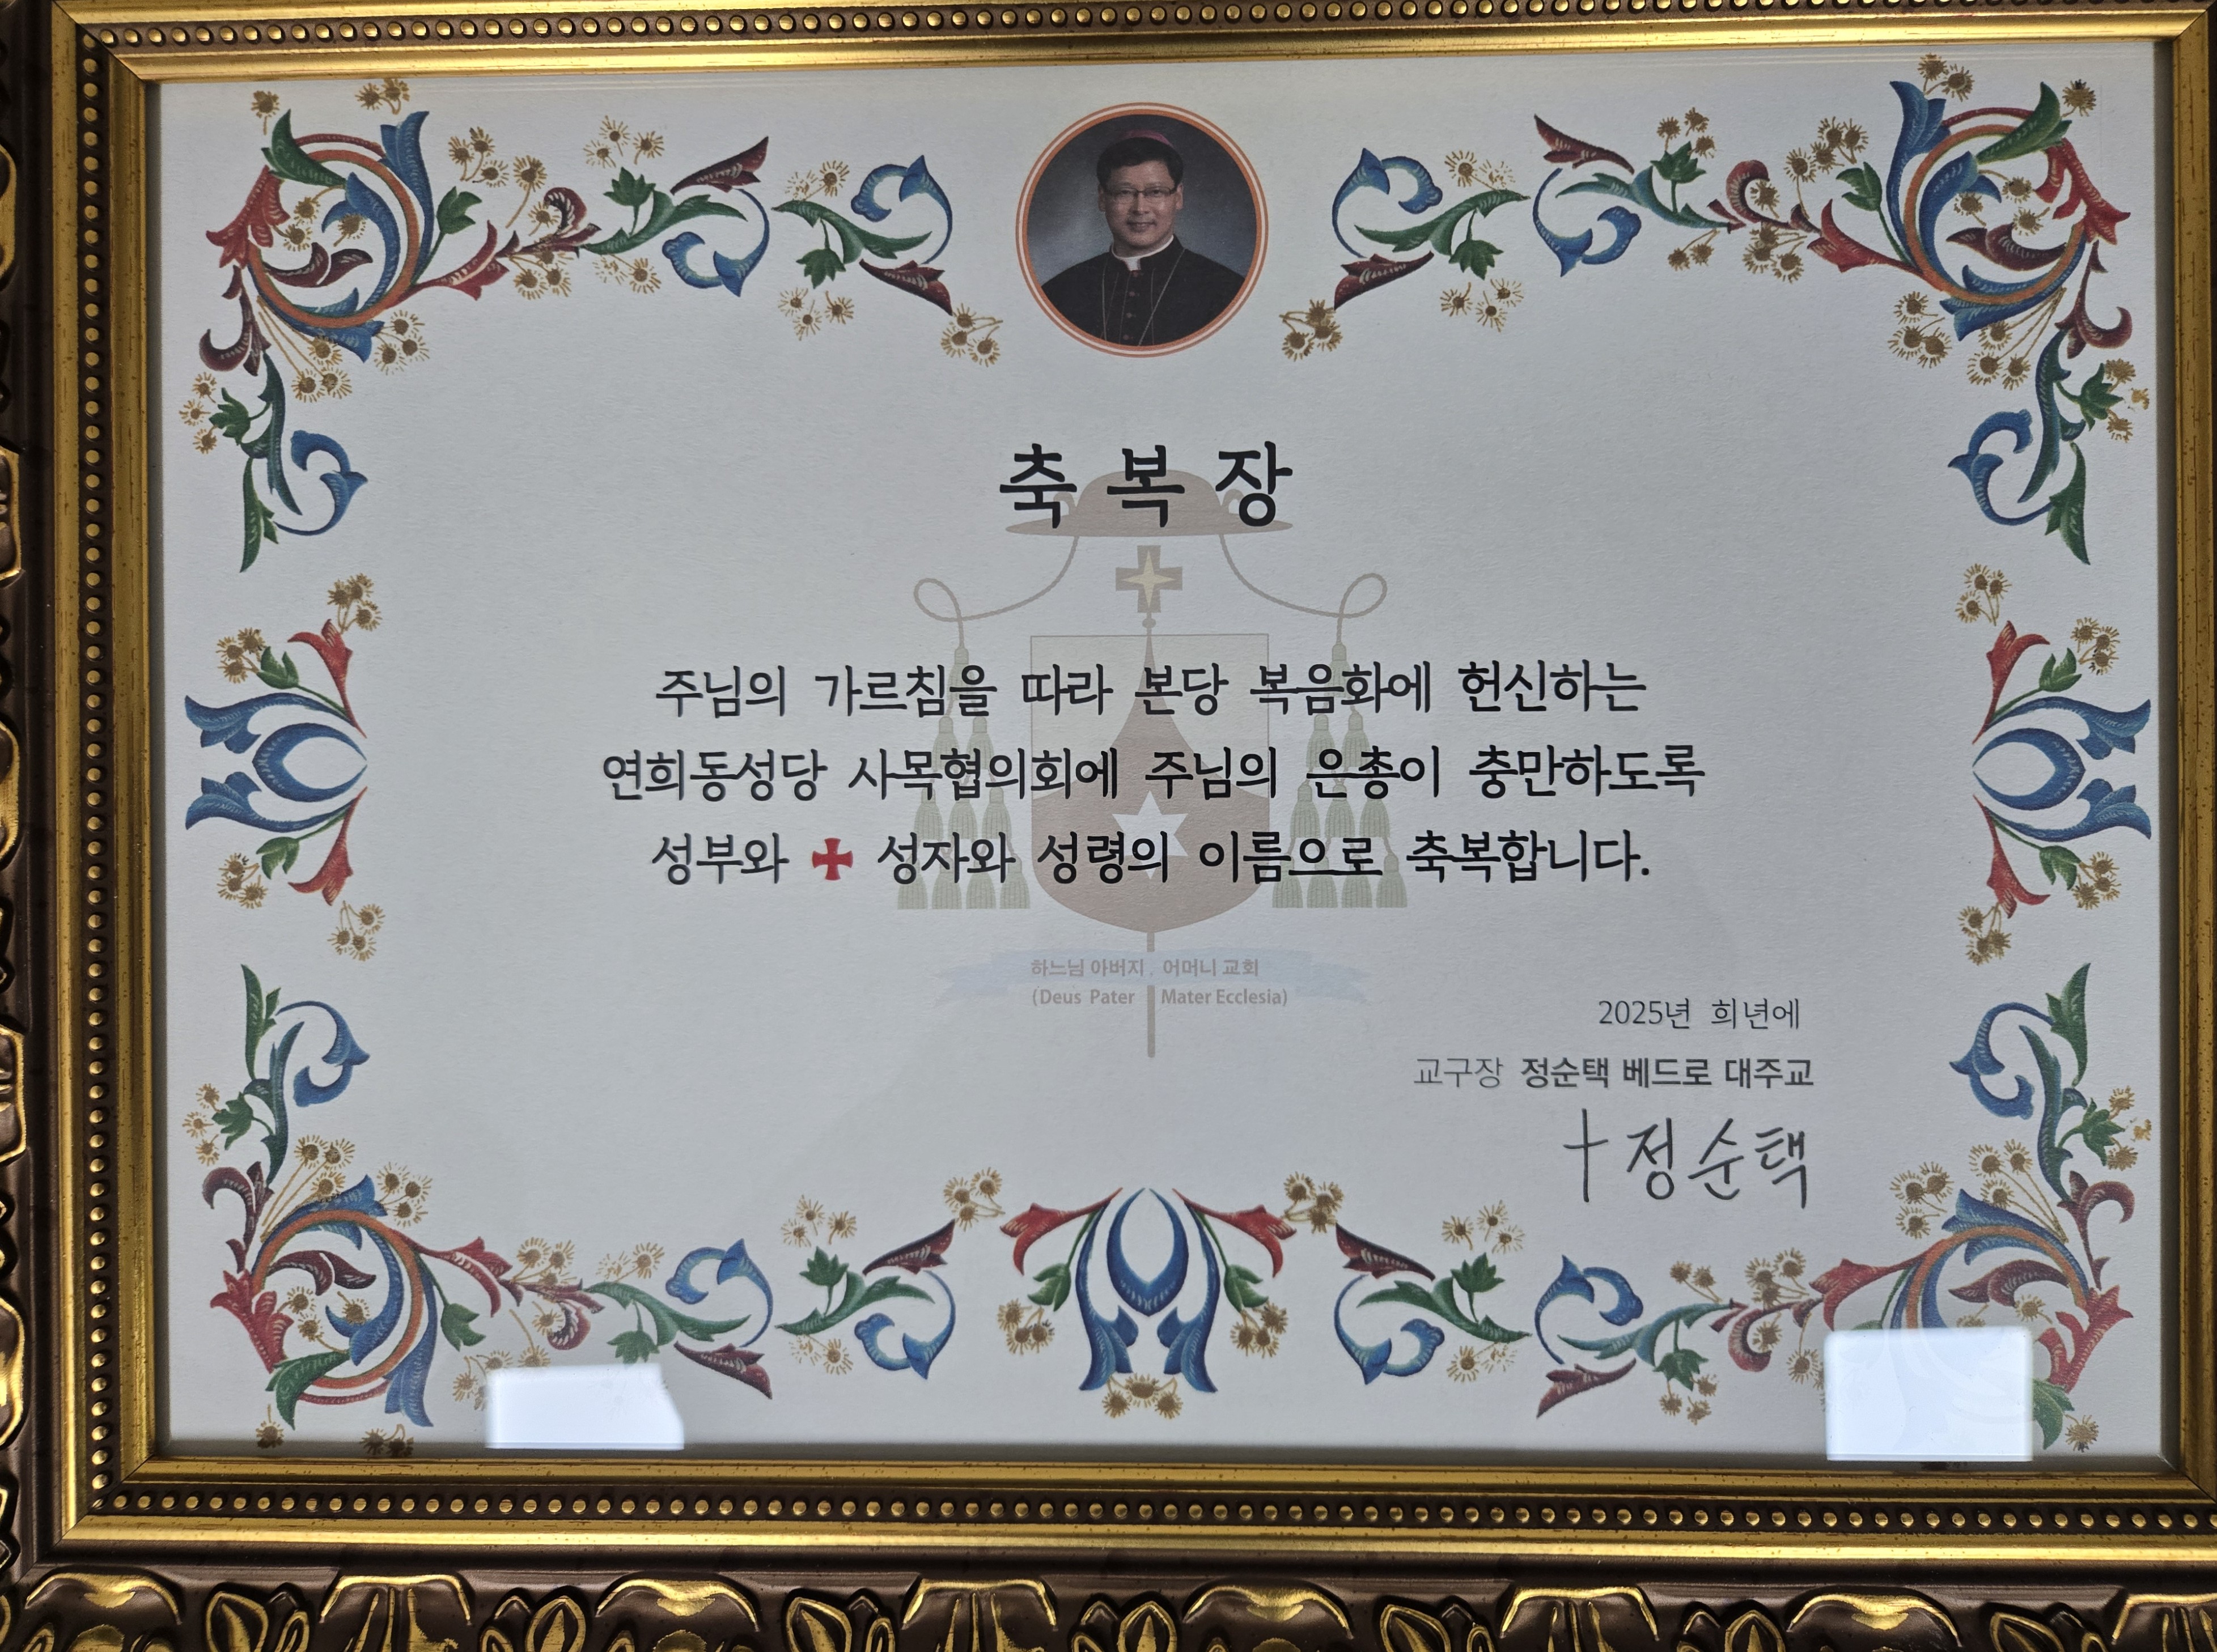 축복장
주님의 가르침을 따라 본당 복음화에 헌신하는
연희동성당 사목협의회에 주님의 은총이 충만하도록
성부와 ✠ 성자와 성령의 이름으로 축복합니다.
하느님 아버지, 어머니 교회
(Deus Pater Mater Ecclesia)
2025년 희년에
교구장 정순택 베드로 대주교
†정순택